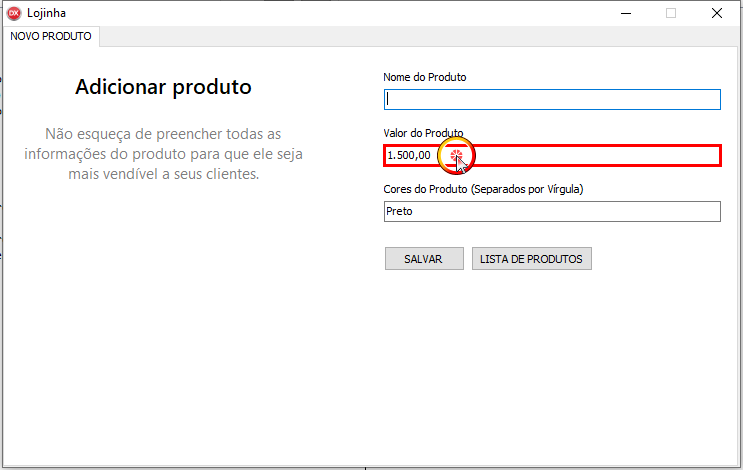 DX Lojinha
NOVO PRODUTO
Adicionar produto
Não esqueça de preencher todas as
informações do produto para que ele seja
mais vendível a seus clientes.
Nome do Produto
Valor do Produto
1.500,00
Cores do Produto (Separados por Vírgula)
Preto
SALVAR
LISTA DE PRODUTOS